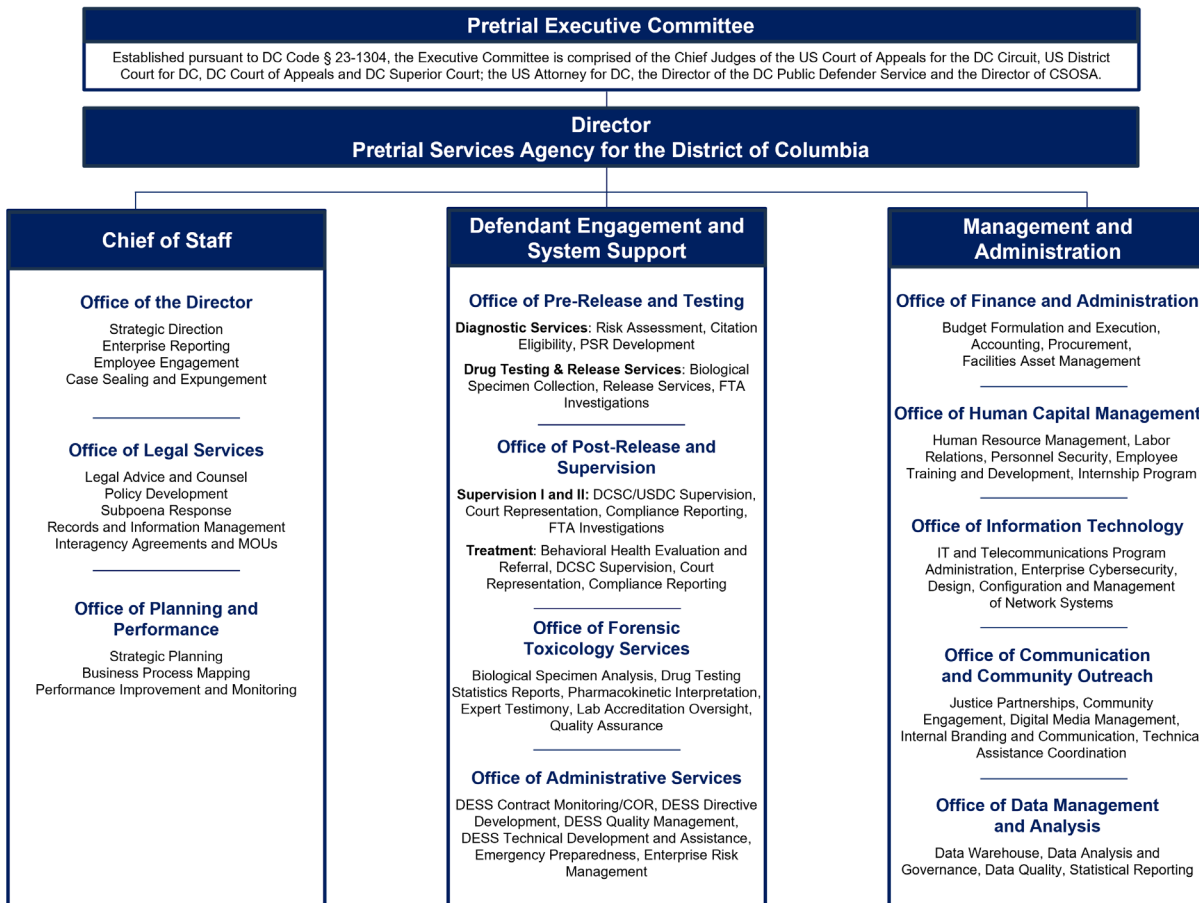 Pretrial Executive Committee
Established pursuant to DC Code § 23-1304, the Executive Committee is comprised of the Chief Judges of the US Court of Appeals for the DC Circuit, US District
Court for DC, DC Court of Appeals and DC Superior Court; the US Attorney for DC, the Director of the DC Public Defender Service and the Director of CSOSA.
Director
Pretrial Services Agency for the District of Columbia
Chief of Staff
Office of the Director
Strategic Direction
Enterprise Reporting
Employee Engagement
Case Sealing and Expungement
Office of Legal Services
Legal Advice and Counsel
Policy Development
Subpoena Response
Records and Information Management
Interagency Agreements and MOUs
Office of Planning and
Performance
Strategic Planning
Business Process Mapping
Performance Improvement and Monitoring
Defendant Engagement and
System Support
Office of Pre-Release and Testing
Diagnostic Services: Risk Assessment, Citation
Eligibility, PSR Development
Drug Testing & Release Services: Biological
Specimen Collection, Release Services, FTA
Investigations
Office of Post-Release and
Supervision
Supervision I and II: DCSC/USDC Supervision,
Court Representation, Compliance Reporting,
FTA Investigations
Treatment: Behavioral Health Evaluation and
Referral, DCSC Supervision, Court
Representation, Compliance Reporting
Office of Forensic
Toxicology Services
Biological Specimen Analysis, Drug Testing
Statistics Reports, Pharmacokinetic Interpretation,
Expert Testimony, Lab Accreditation Oversight,
Quality Assurance
Office of Administrative Services
DESS Contract Monitoring/COR, DESS Directive
Development, DESS Quality Management,
DESS Technical Development and Assistance,
Emergency Preparedness, Enterprise Risk
Management
Management and
Administration
Office of Finance and Administration
Budget Formulation and Execution,
Accounting, Procurement,
Facilities Asset Management
Office of Human Capital Management
Human Resource Management, Labor
Relations, Personnel Security, Employee
Training and Development, Internship Program
Office of Information Technology
IT and Telecommunications Program
Administration, Enterprise Cybersecurity,
Design, Configuration and Management
of Network Systems
Office of Communication
and Community Outreach
Justice Partnerships, Community
Engagement, Digital Media Management,
Internal Branding and Communication, Technica
Assistance Coordination
Office of Data Management
and Analysis
Data Warehouse, Data Analysis and
Governance, Data Quality, Statistical Reporting